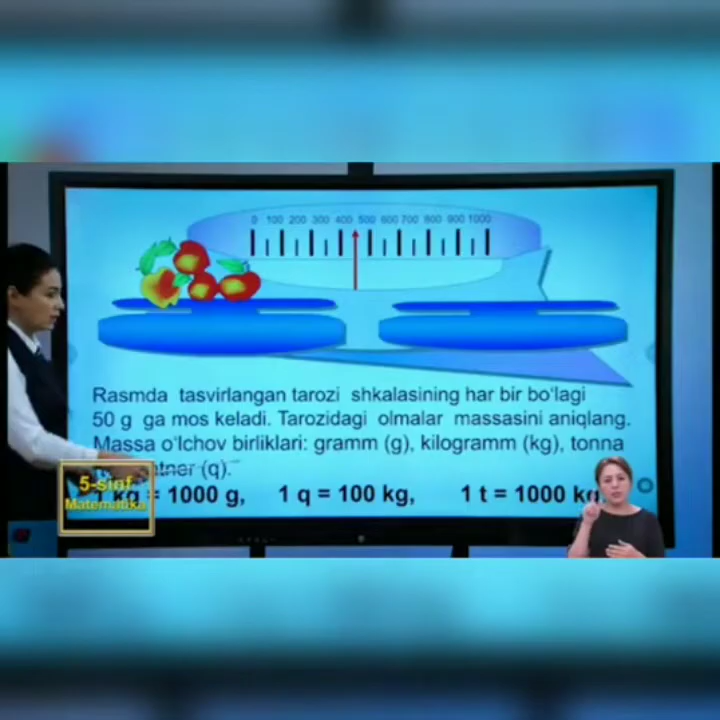 0 100 200 300 400 500 600 700 800 900 1000
Rasmda tasvirlangan tarozi shkalasining har bir bo‘lagi
50 g ga mos keladi. Tarozidagi olmalar massasini aniqlang.
Massa o‘lchov birliklari: gramm (g), kilogramm (kg), tonna
(q).
kg = 1000 g, 1 q = 100 kg, 1 t = 1000 kg
5-sinf
Matematika